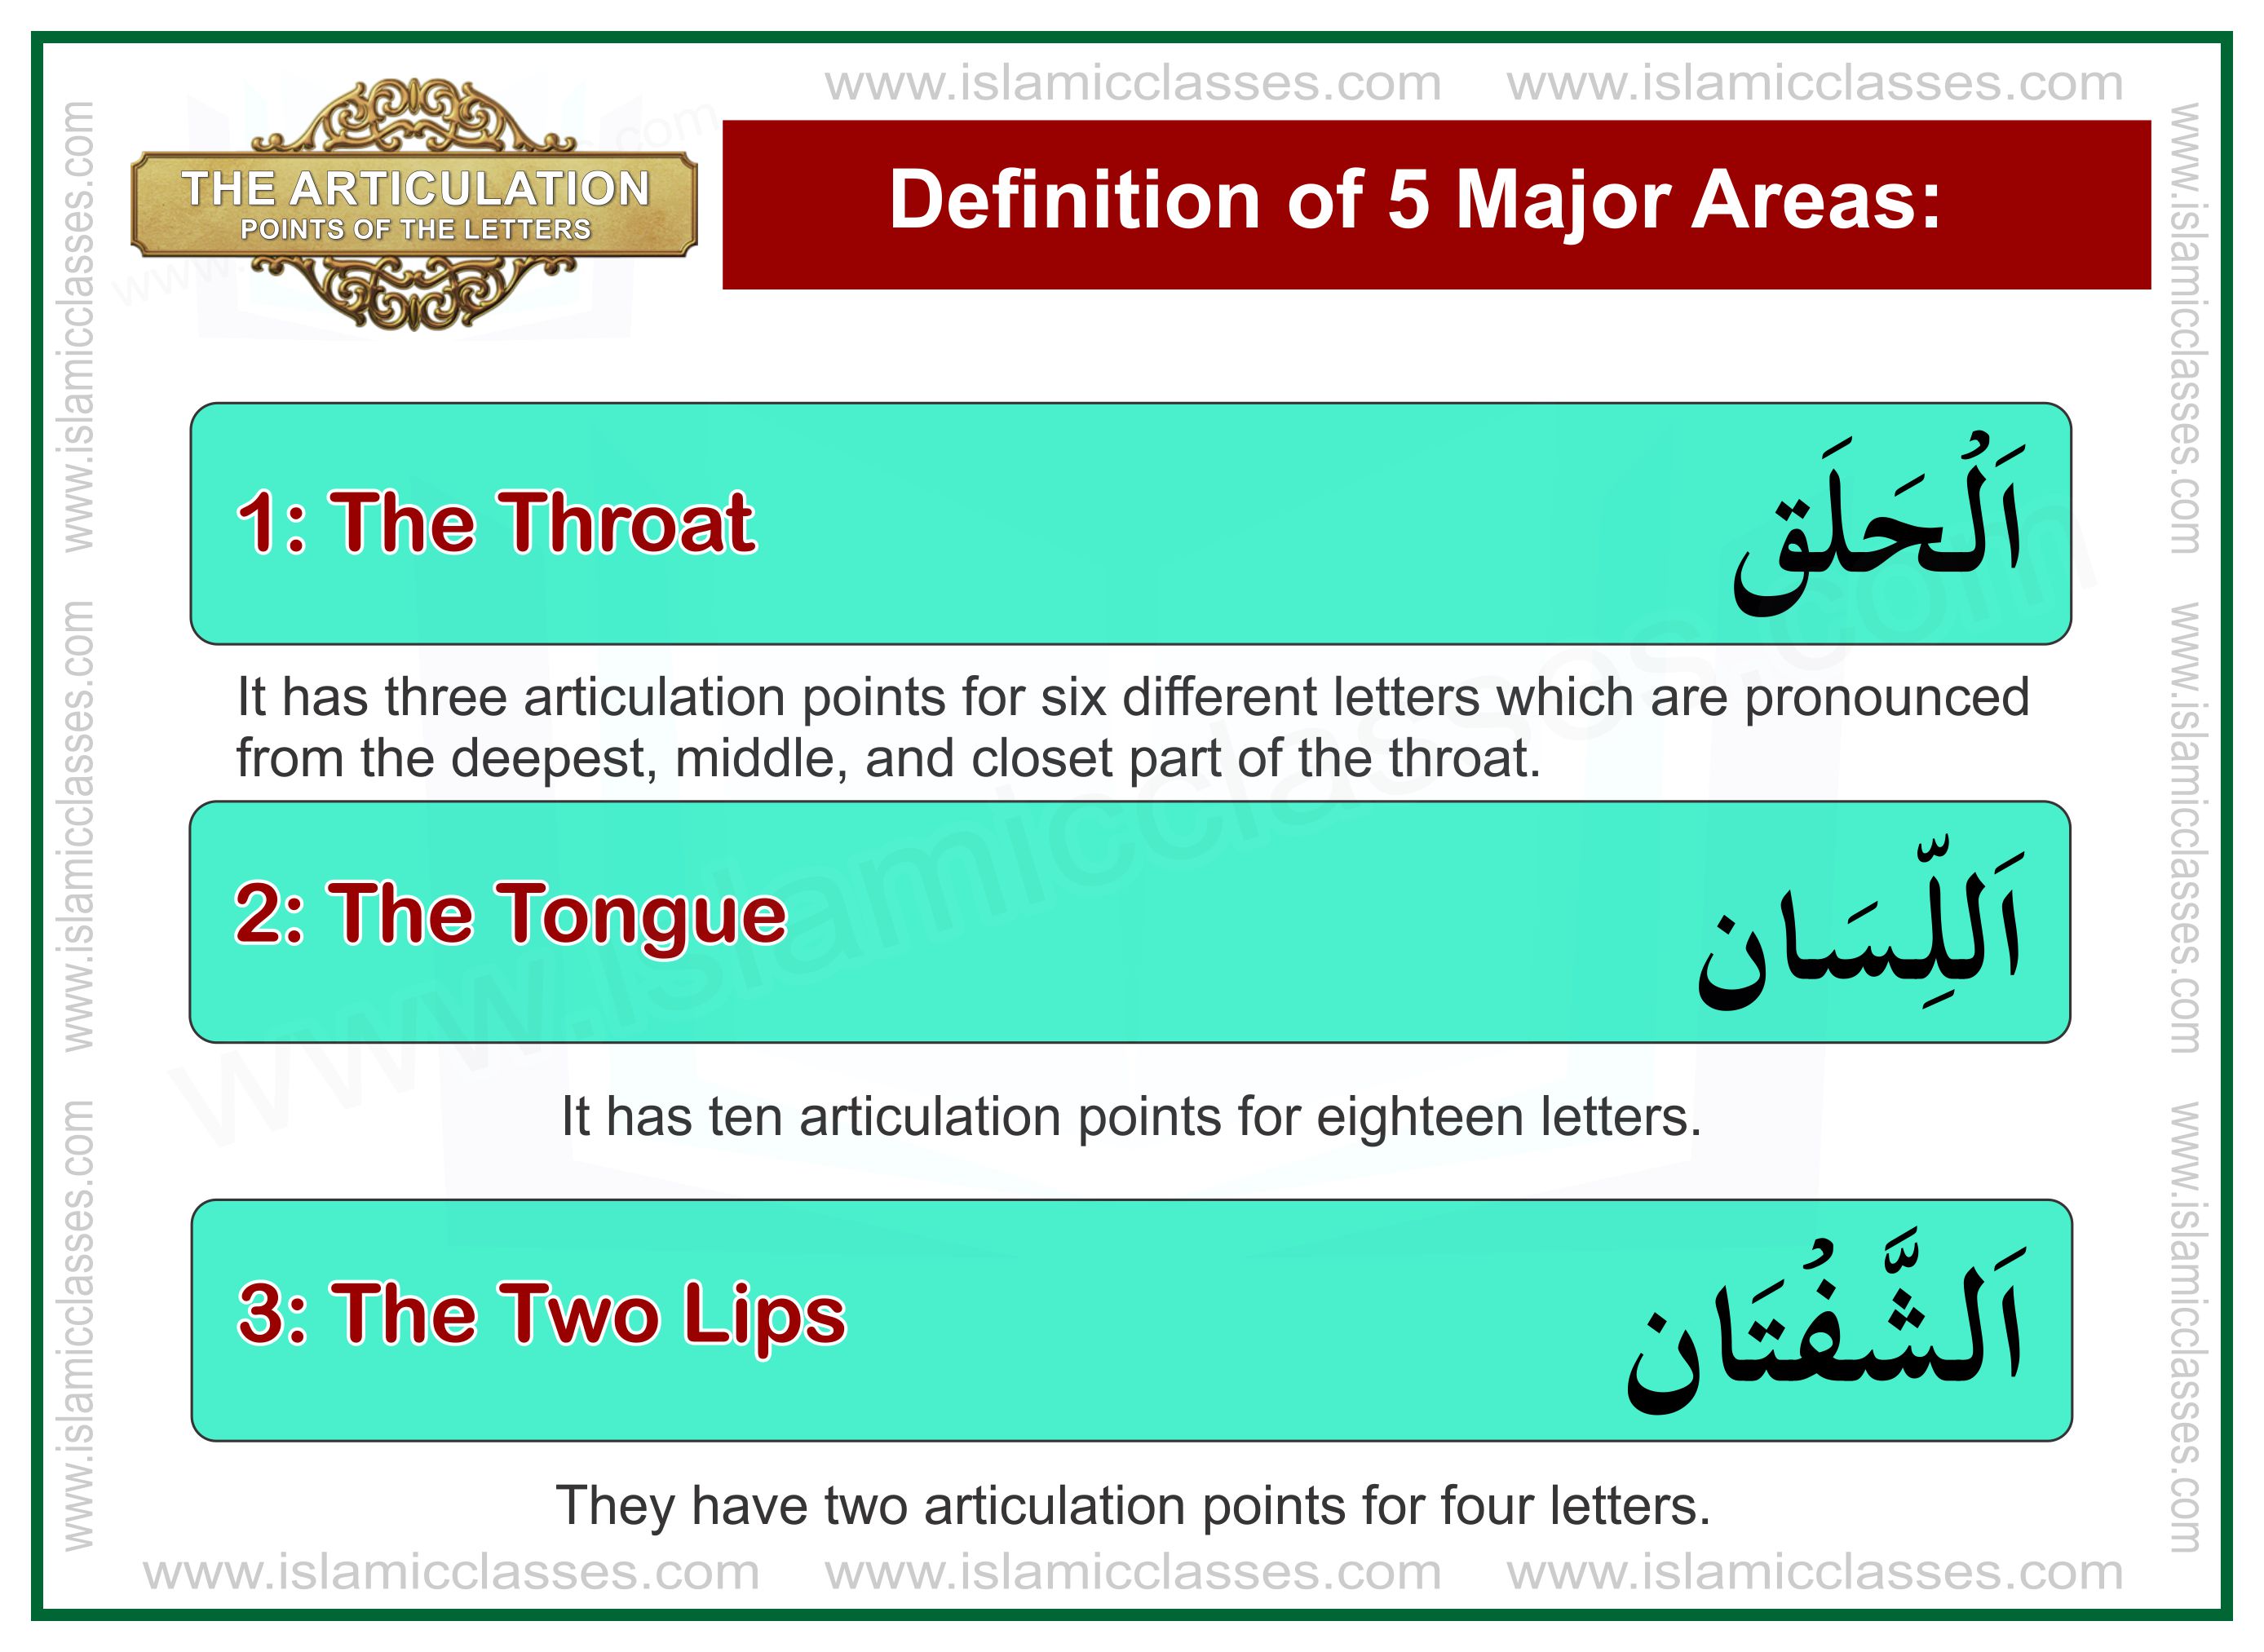 www.islamicclasses.com www.islamicclasses.com
THE ARTICULATION
POINTS OF THE LETTERS
Definition of 5 Major Areas:
1: The Throat
اَلُحَلَق
It has three articulation points for six different letters which are pronounced
from the deepest, middle, and closet part of the throat.
2: The Tongue
اَللِّسَان
It has ten articulation points for eighteen letters.
3: The Two Lips
اَلشَّفُتَان
They have two articulation points for four letters.
www.islamicclasses.com www.islamicclasses.com www.islamicclasses.com
www.islamicclasses.com www.islamicclasses.com www.islamicclasses.com
www.islamicclasses.com www.islamicclasses.com www.islamicclasses.com
www.islamicclasses.com